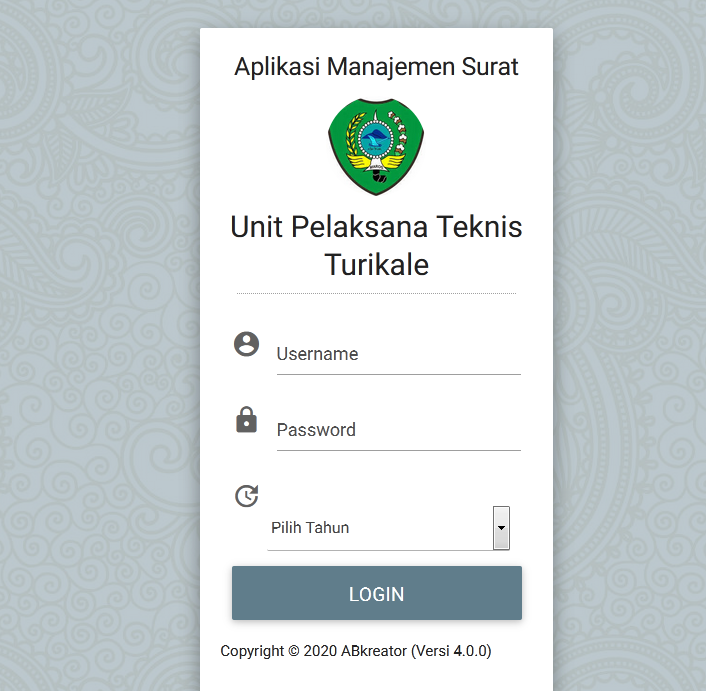 Aplikasi Manajemen Surat
Unit Pelaksana Teknis
Turikale
Username
Password
Pilih Tahun
LOGIN
Copyright © 2020 ABkreator (Versi 4.0.0)